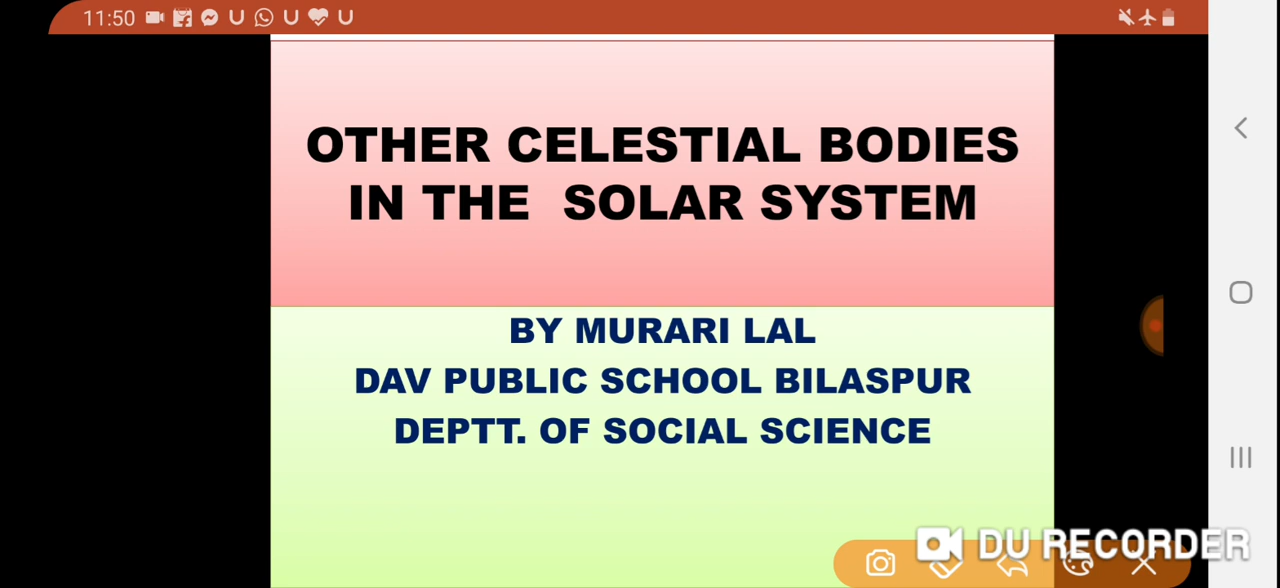 11:50
OTHER CELESTIAL BODIES
IN THE SOLAR SYSTEM
BY MURARI LAL
DAV PUBLIC SCHOOL BILASPUR
DEPTT. OF SOCIAL SCIENCE
DU RECORDER